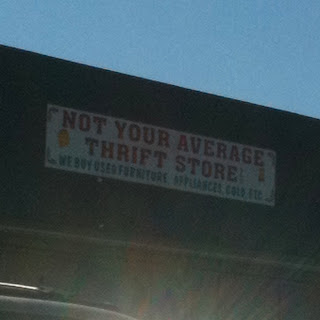 NOT YOUR AVERAGE
THRIFT STORE
WE BUY USED FURNITURE, APPLIANCES, GOLD, ETC